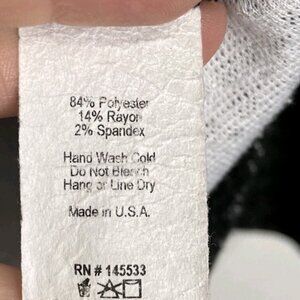 84% Polyester
14% Rayon
2% Spandex
Hand Wash Cold
Do Not Bleach
Hang or Line Dry
Made in U.S.A.
RN # 145533